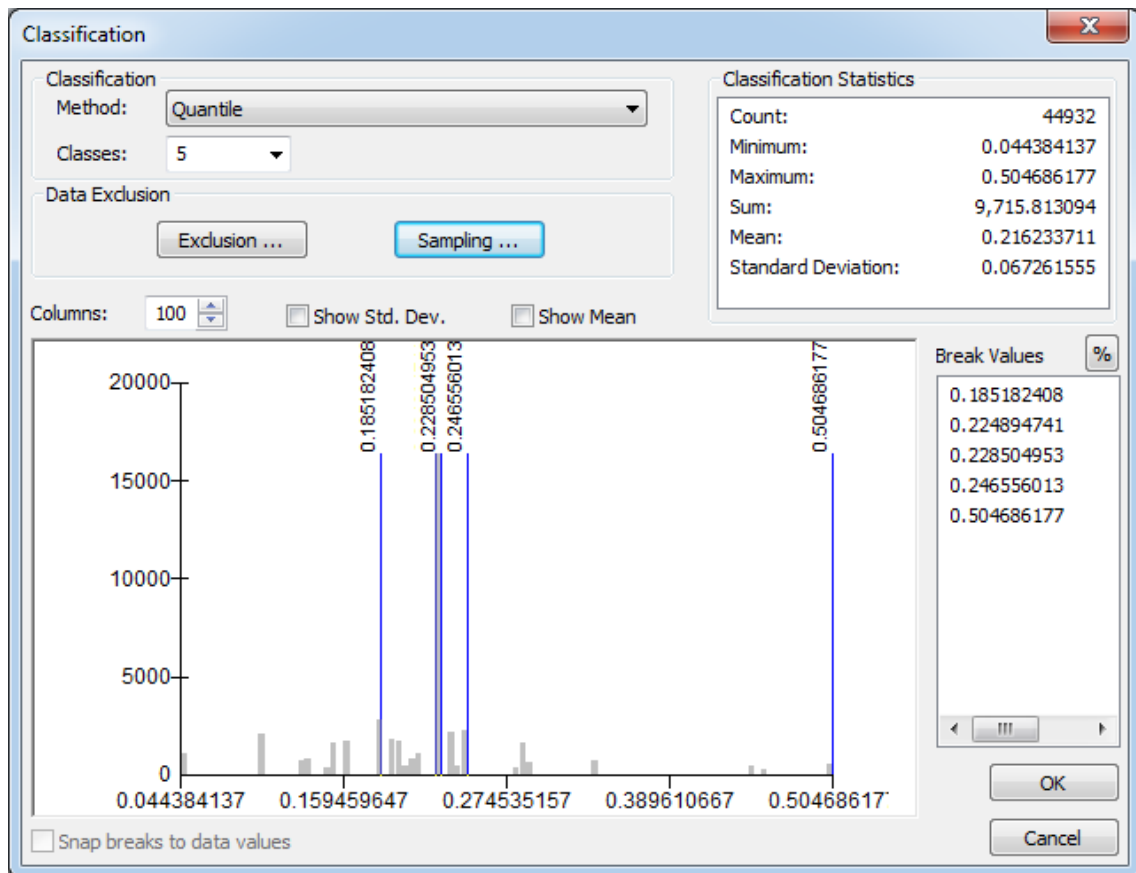 Classification
Classification
Method: Quantile
Classes: 5
Data Exclusion
Exclusion ...
Sampling ...
Classification Statistics
Count: 44932
Minimum: 0.044384137
Maximum: 0.504686177
Sum: 9,715.813094
Mean: 0.216233711
Standard Deviation: 0.067261555
Columns: 100
Show Std. Dev.
Show Mean
0.185182408
0.228504953
0.246556013
0.504686177
20000
15000
10000
5000
0
0.044384137 0.159459647 0.274535157 0.389610667 0.50468617
Break Values %
0.185182408
0.224894741
0.228504953
0.246556013
0.504686177
Snap breaks to data values
OK
Cancel